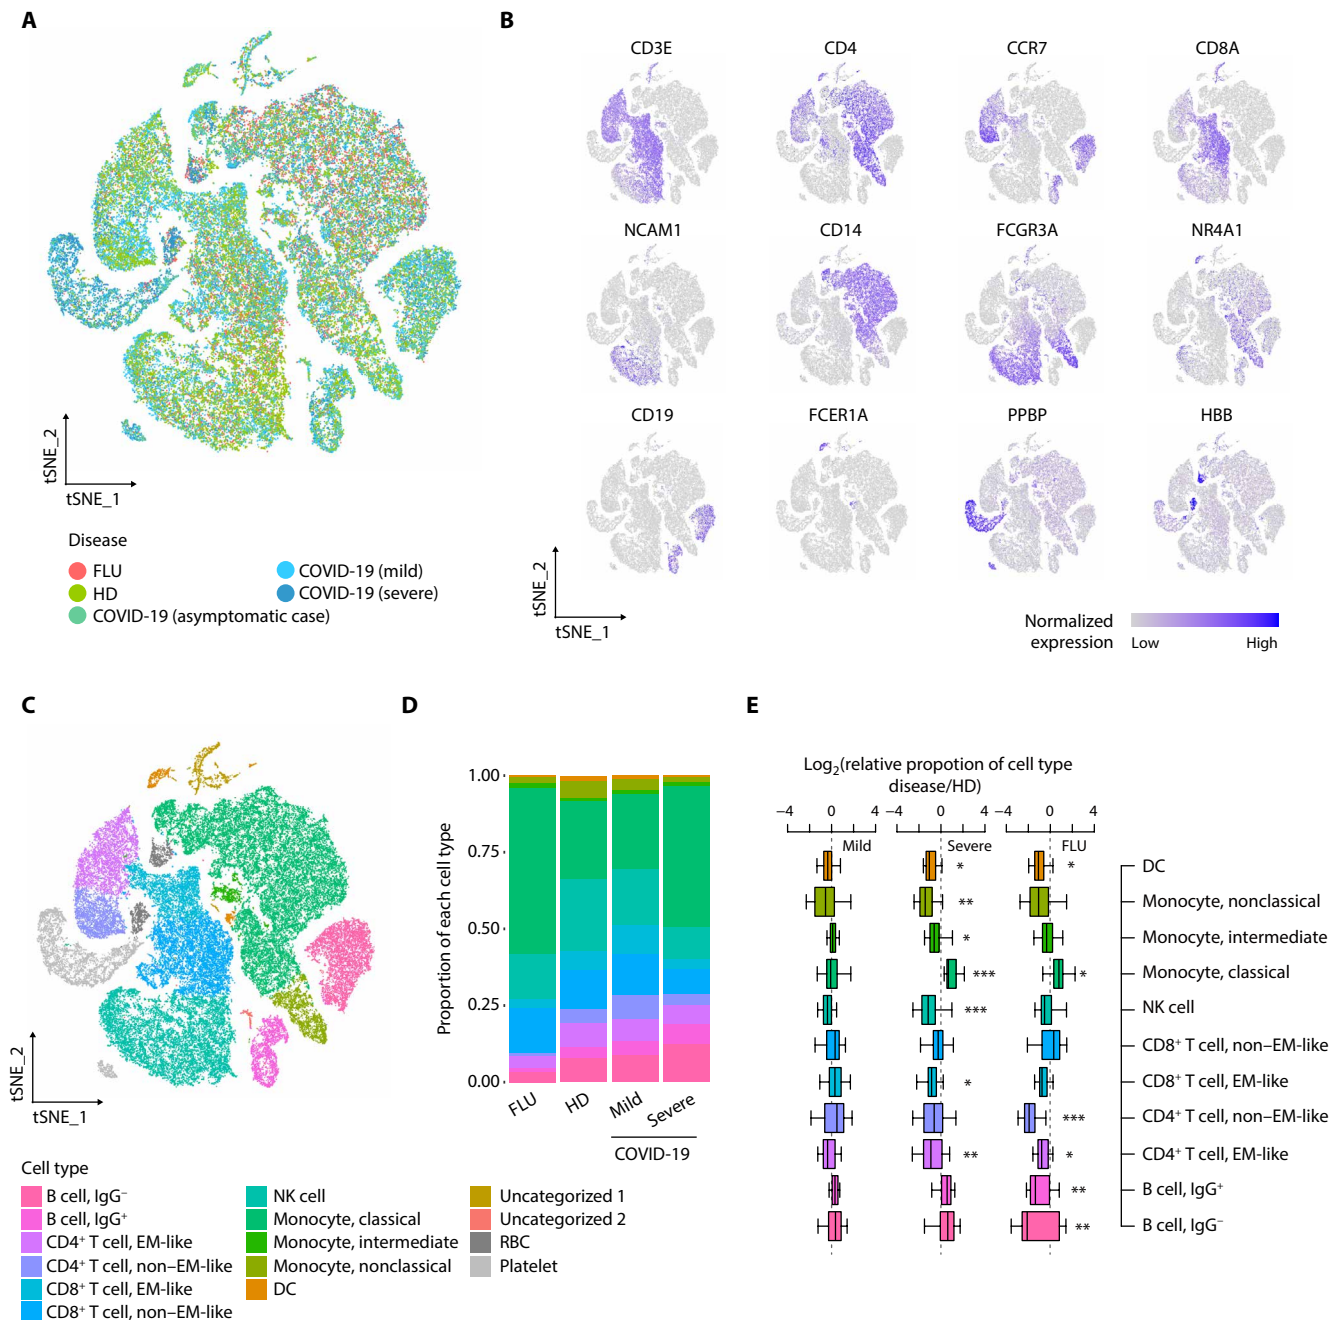 A
tSNE_2
tSNE_1
Disease
FLU
HD
COVID-19 (asymptomatic case)
COVID-19 (mild)
COVID-19 (severe)
B
CD3E CD4 CCR7 CD8A
NCAM1 CD14 FCGR3A NR4A1
CD19 FCER1A PPBP HBB
tSNE_2
tSNE_1
Normalized
expression
Low High
C
tSNE_2
tSNE_1
Cell type
B cell, IgG⁻
B cell, IgG⁺
CD4⁺ T cell, EM-like
CD4⁺ T cell, non–EM-like
CD8⁺ T cell, EM-like
CD8⁺ T cell, non–EM-like
NK cell
Monocyte, classical
Monocyte, intermediate
Monocyte, nonclassical
DC
Uncategorized 1
Uncategorized 2
RBC
Platelet
D
Proportion of each cell type
1.00
0.75
0.50
0.25
0.00
FLU HD Mild Severe
COVID-19
E
Log₂(relative propotion of cell type
disease/HD)
−4 0 4 −4 0 4 −4 0 4
Mild Severe FLU
* * DC
** Monocyte, nonclassical
* Monocyte, intermediate
*** * Monocyte, classical
*** NK cell
CD8⁺ T cell, non–EM-like
* CD8⁺ T cell, EM-like
*** CD4⁺ T cell, non–EM-like
** * CD4⁺ T cell, EM-like
** B cell, IgG⁺
** B cell, IgG⁻